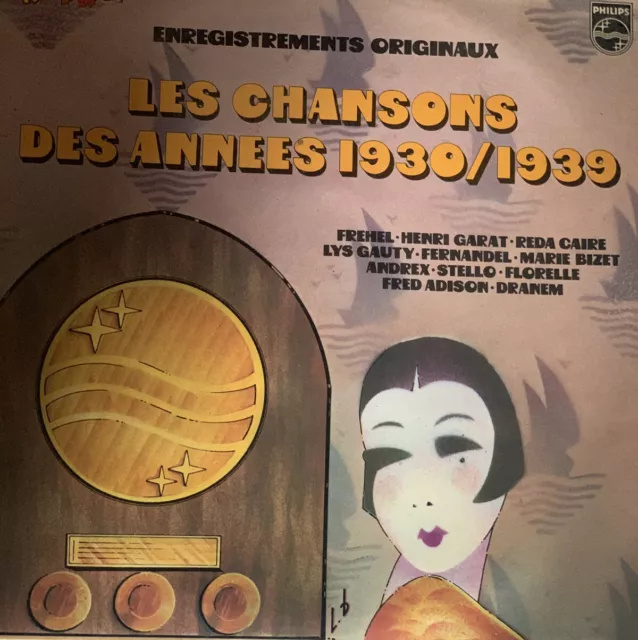 PHILIPS
ENREGISTREMENTS ORIGINAUX
LES CHANSONS
DES ANNEES 1930/1939
FREHEL·HENRI GARAT·REDA CAIRE
LYS GAUTY·FERNANDEL·MARIE BIZET
ANDREX·STELLO·FLORELLE
FRED ADISON·DRANEM